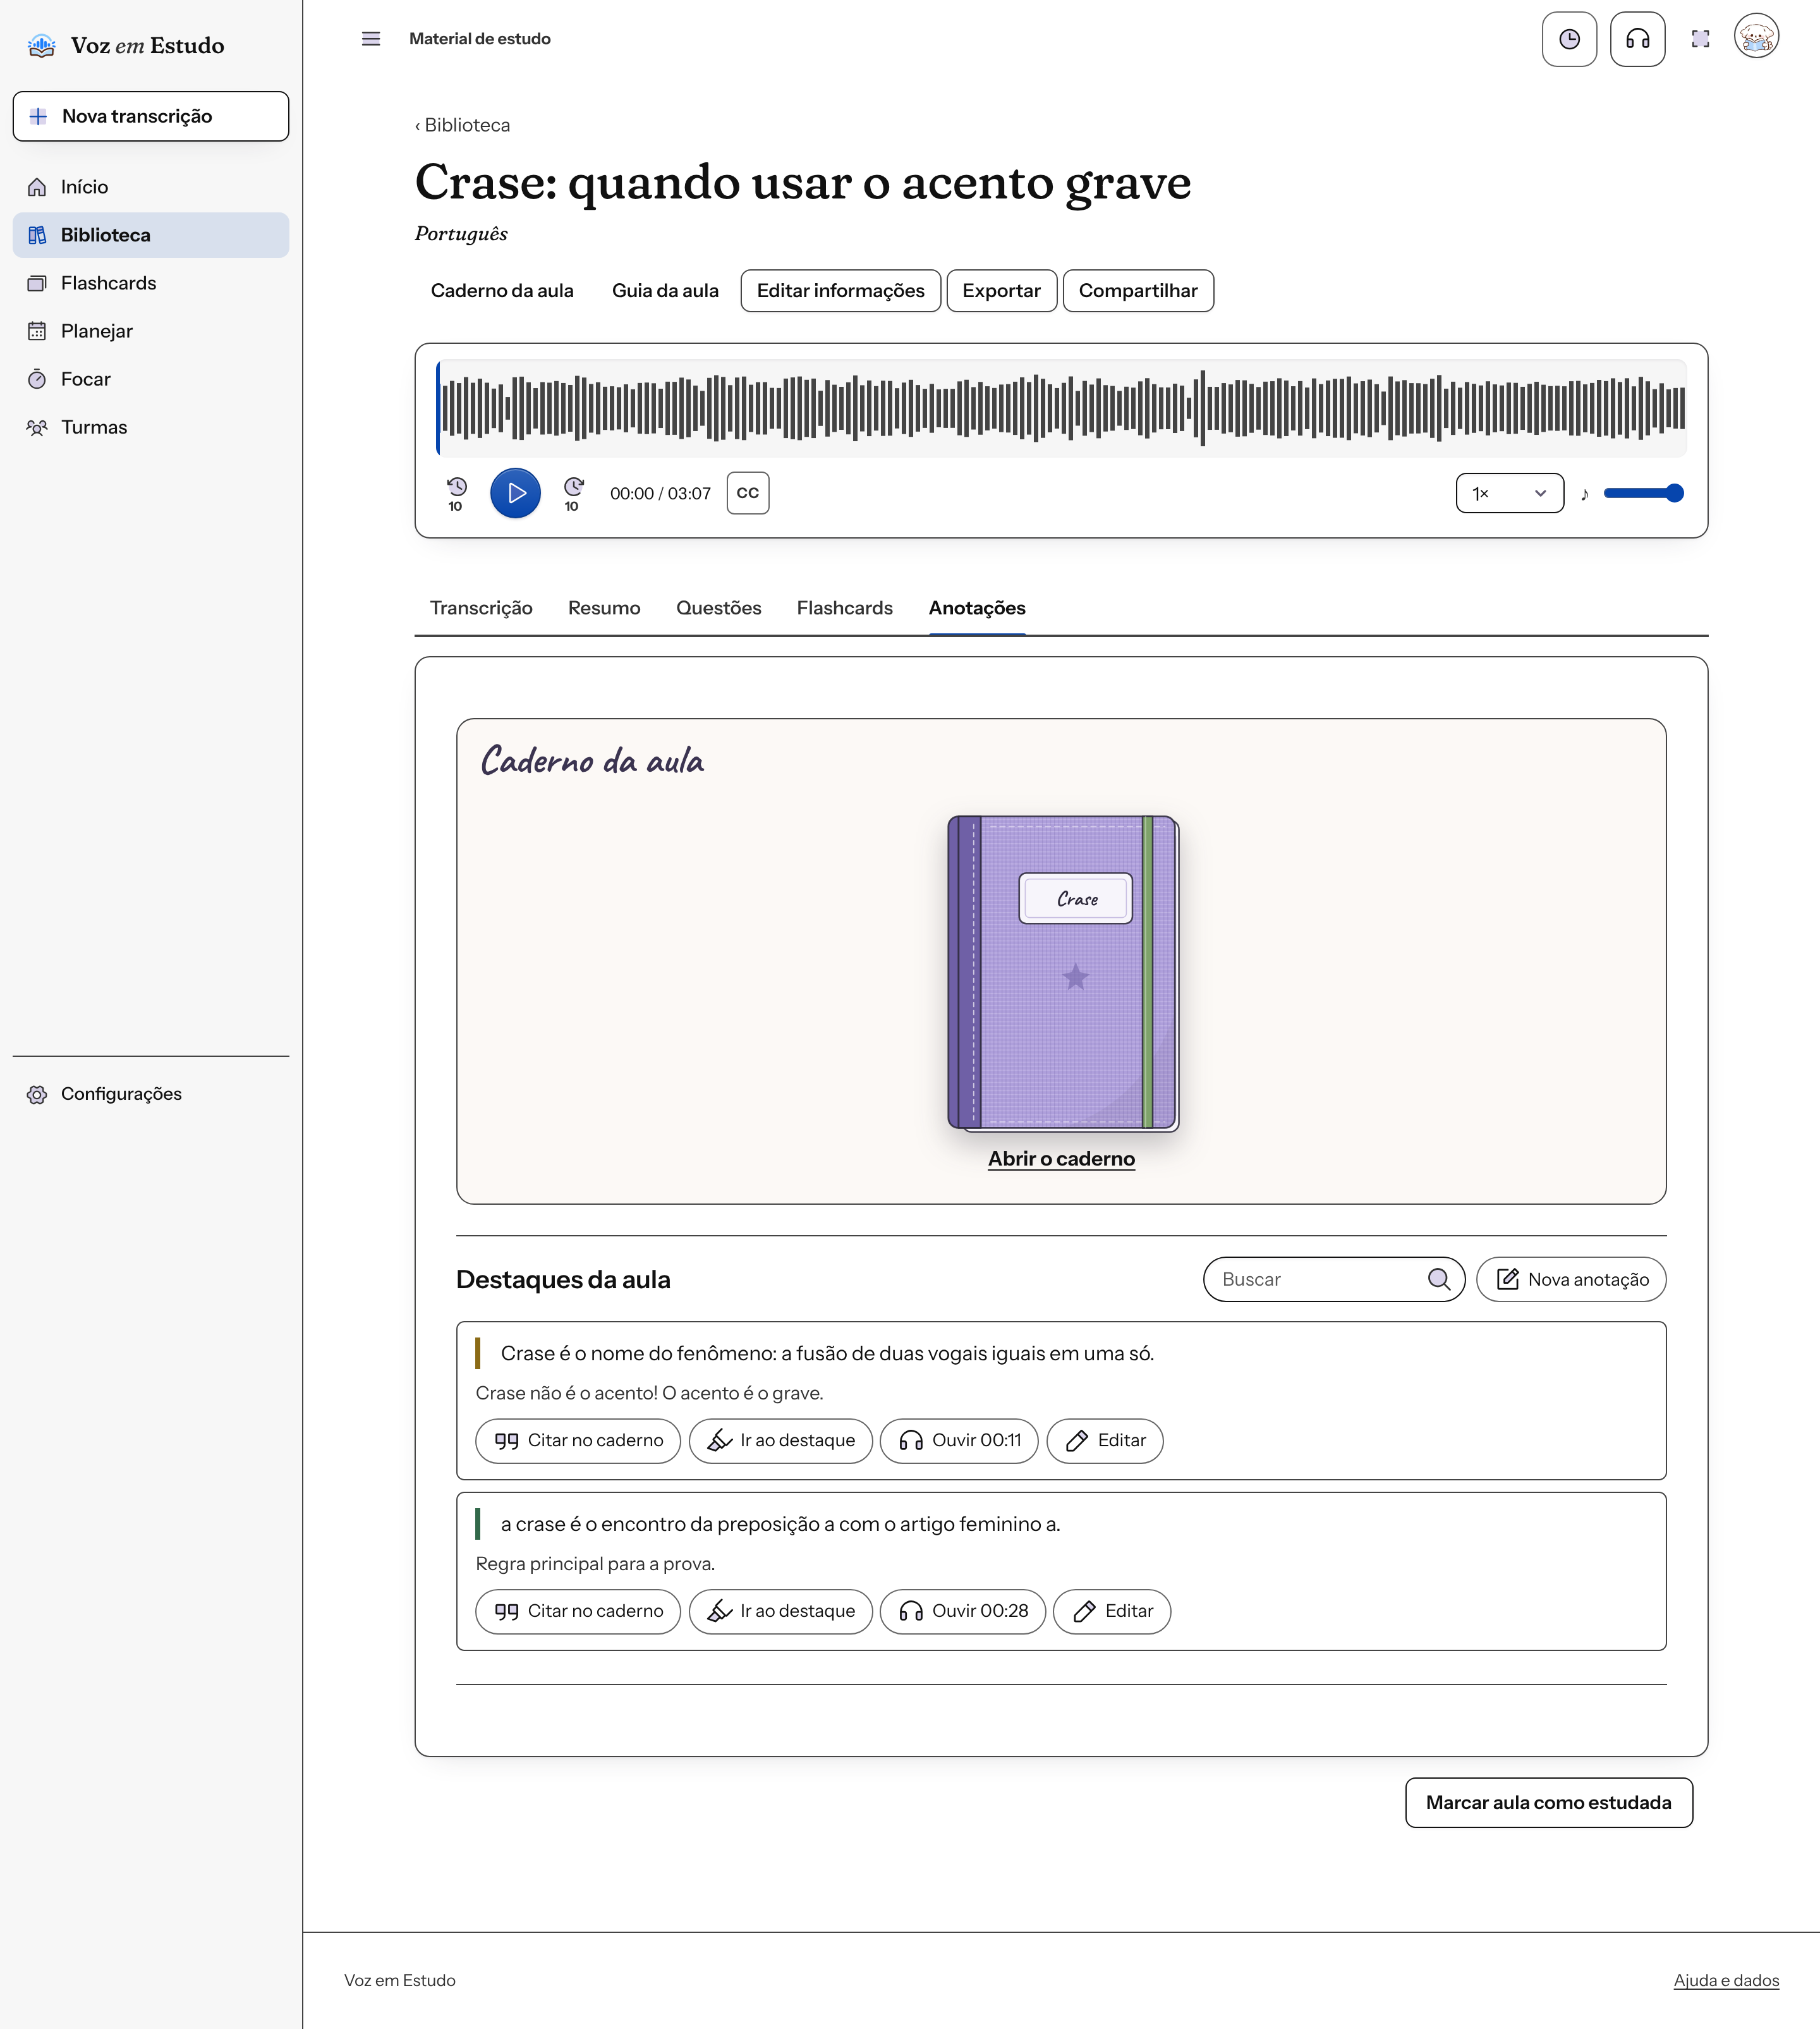 Voz em Estudo
Nova transcrição
Início
Biblioteca
Flashcards
Planejar
Focar
Turmas
Configurações
Material de estudo
‹ Biblioteca
Crase: quando usar o acento grave
Português
Caderno da aula Guia da aula Editar informações Exportar Compartilhar
10 10 00:00 / 03:07 CC 1×
Transcrição Resumo Questões Flashcards Anotações
Caderno da aula
Crase
Abrir o caderno
Destaques da aula Buscar Nova anotação
Crase é o nome do fenômeno: a fusão de duas vogais iguais em uma só.
Crase não é o acento! O acento é o grave.
Citar no caderno Ir ao destaque Ouvir 00:11 Editar
a crase é o encontro da preposição a com o artigo feminino a.
Regra principal para a prova.
Citar no caderno Ir ao destaque Ouvir 00:28 Editar
Marcar aula como estudada
Voz em Estudo Ajuda e dados